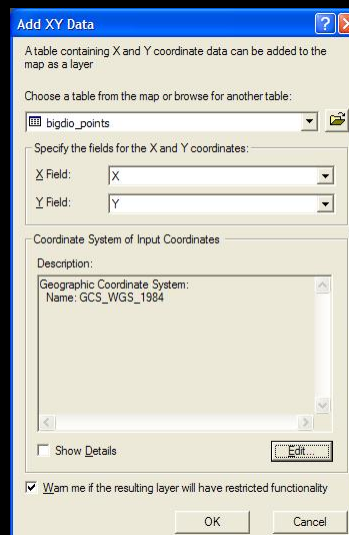 Add XY Data
A table containing X and Y coordinate data can be added to the
map as a layer
Choose a table from the map or browse for another table:
bigdio_points
Specify the fields for the X and Y coordinates:
X Field: X
Y Field: Y
Coordinate System of Input Coordinates
Description:
Geographic Coordinate System:
Name: GCS_WGS_1984
Show Details Edit...
Warn me if the resulting layer will have restricted functionality
OK Cancel